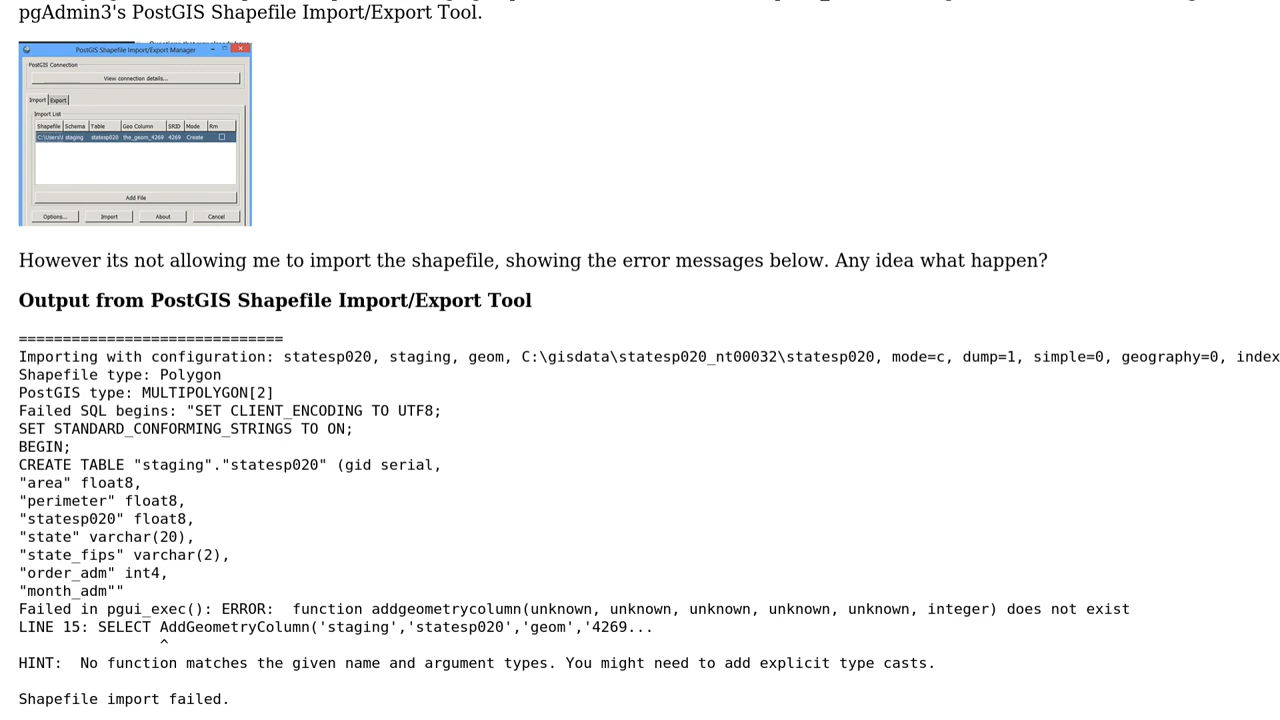 pgAdmin3's PostGIS Shapefile Import/Export Tool.
PostGIS Shapefile Import/Export Manager
PostGIS Connection
View connection details...
Import Export
Import List
Shapefile Schema Table Geo Column SRID Mode Rm
C:\Users\l staging statesp020 the_geom_4269 4269 Create
Add File
Options... Import About Cancel
However its not allowing me to import the shapefile, showing the error messages below. Any idea what happen?
Output from PostGIS Shapefile Import/Export Tool
==============================
Importing with configuration: statesp020, staging, geom, C:\gisdata\statesp020_nt00032\statesp020, mode=c, dump=1, simple=0, geography=0, index
Shapefile type: Polygon
PostGIS type: MULTIPOLYGON[2]
Failed SQL begins: "SET CLIENT_ENCODING TO UTF8;
SET STANDARD_CONFORMING_STRINGS TO ON;
BEGIN;
CREATE TABLE "staging"."statesp020" (gid serial,
"area" float8,
"perimeter" float8,
"statesp020" float8,
"state" varchar(20),
"state_fips" varchar(2),
"order_adm" int4,
"month_adm""
Failed in pgui_exec(): ERROR:  function addgeometrycolumn(unknown, unknown, unknown, unknown, unknown, integer) does not exist
LINE 15: SELECT AddGeometryColumn('staging','statesp020','geom','4269...
^
HINT:  No function matches the given name and argument types. You might need to add explicit type casts.
Shapefile import failed.